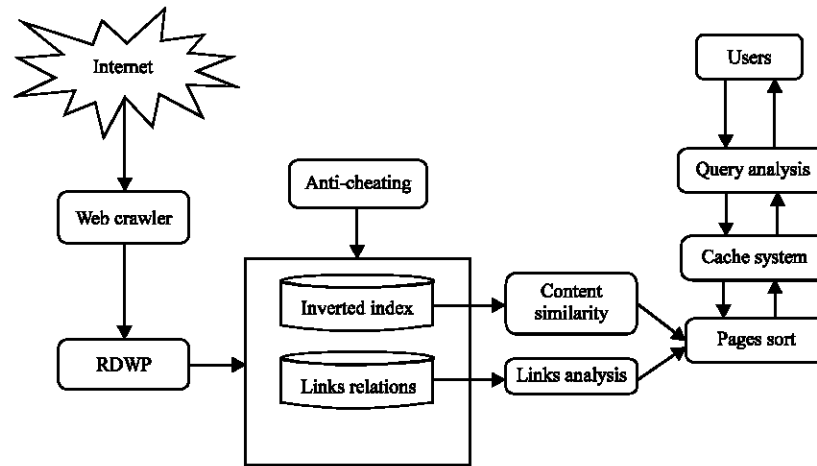 Internet
Users
Query analysis
Anti-cheating
Web crawler
Cache system
Inverted index
Content
similarity
Pages sort
RDWP
Links relations
Links analysis